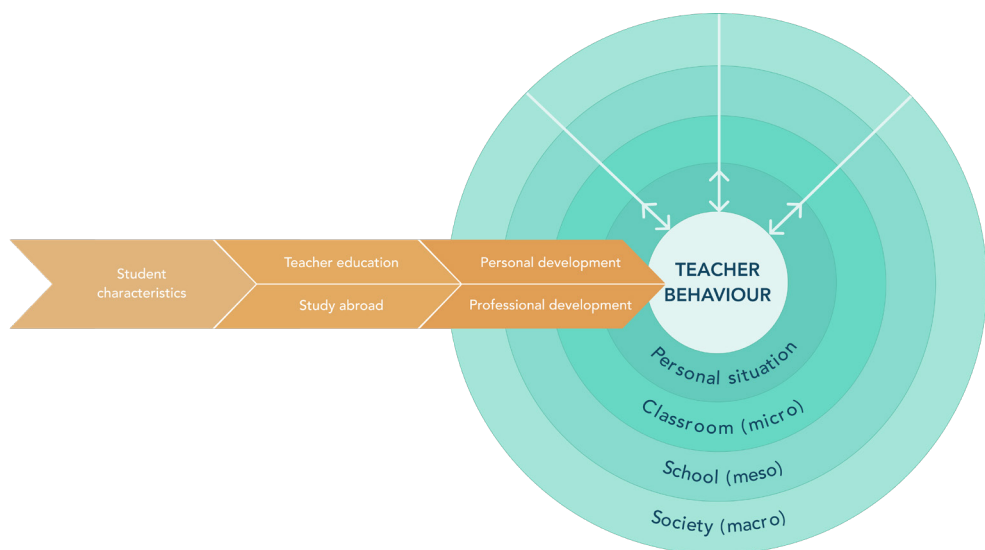 Student
characteristics
Teacher education
Study abroad
Personal development
Professional development
TEACHER
BEHAVIOUR
Personal situation
Classroom (micro)
School (meso)
Society (macro)